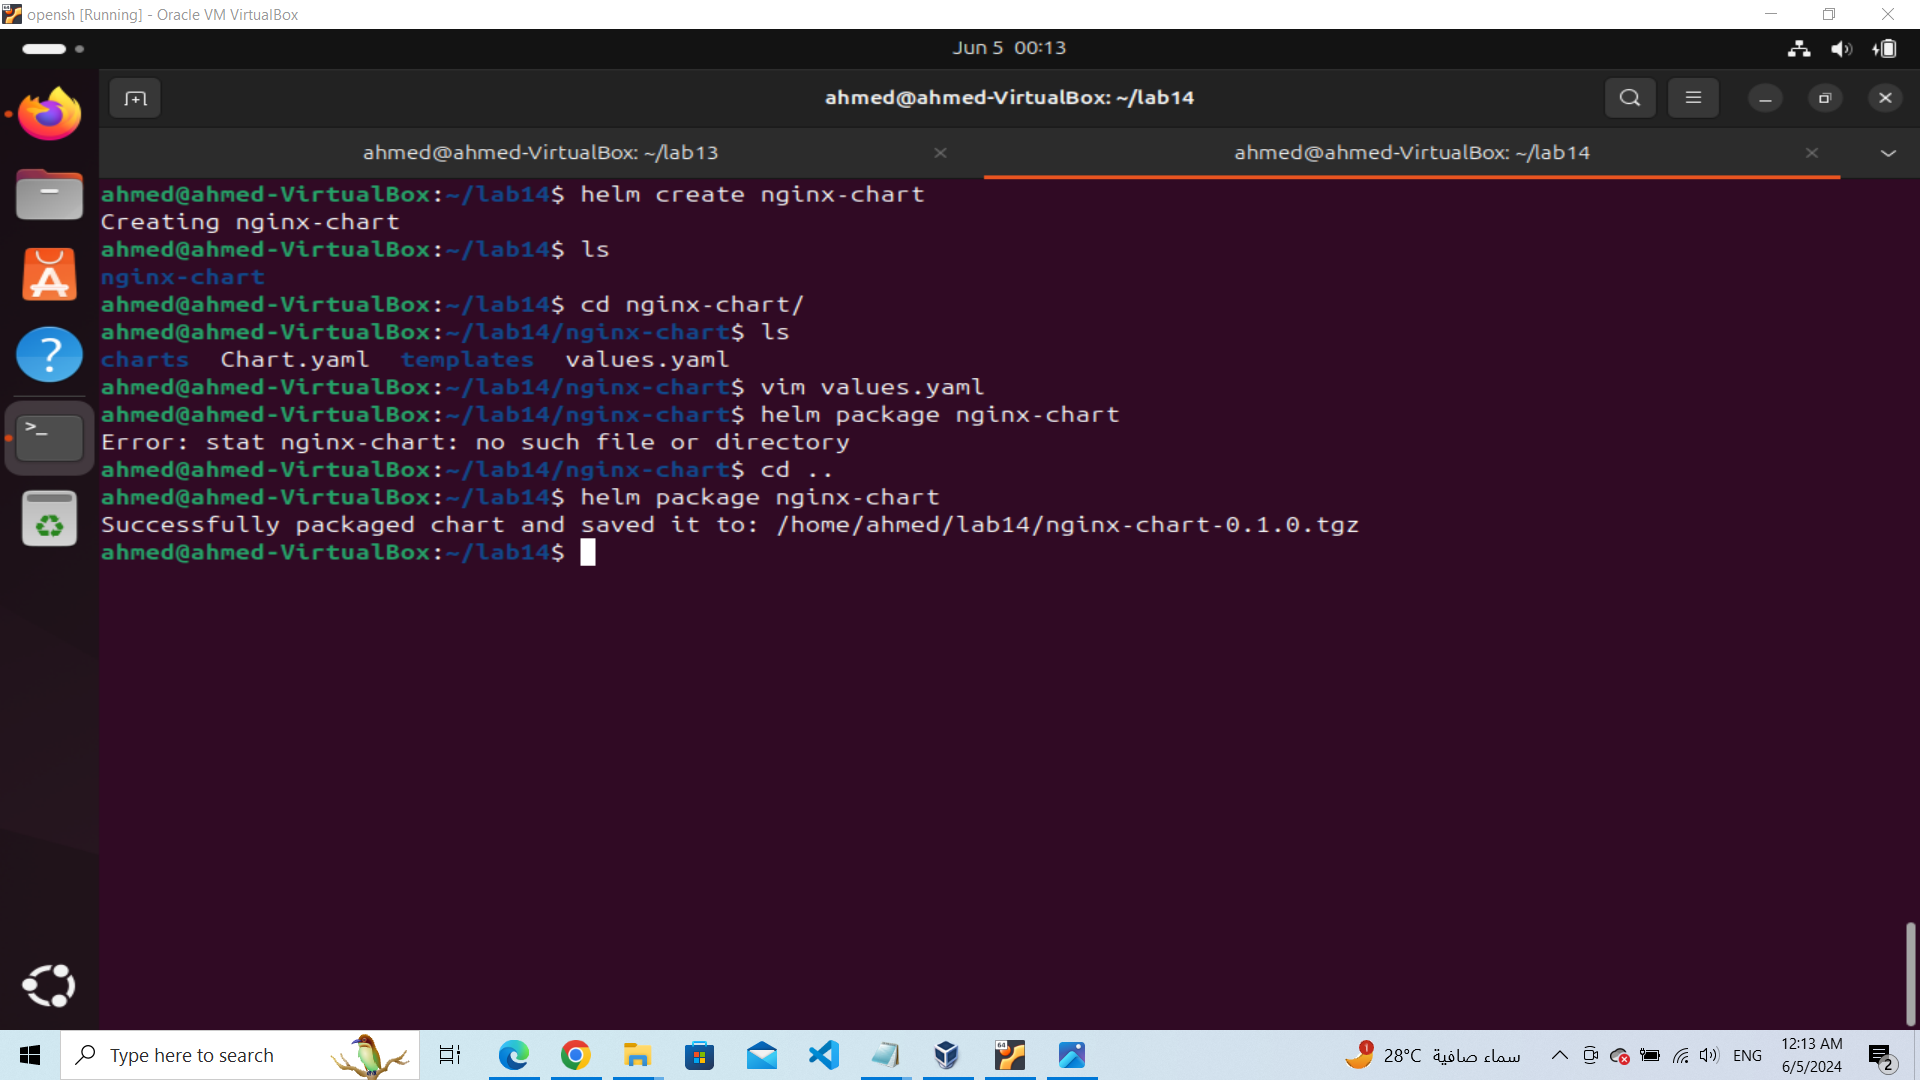 opensh [Running] - Oracle VM VirtualBox
Jun 5 00:13
ahmed@ahmed-VirtualBox: ~/lab14
ahmed@ahmed-VirtualBox: ~/lab13
ahmed@ahmed-VirtualBox: ~/lab14
ahmed@ahmed-VirtualBox:~/lab14$ helm create nginx-chart
Creating nginx-chart
ahmed@ahmed-VirtualBox:~/lab14$ ls
nginx-chart
ahmed@ahmed-VirtualBox:~/lab14$ cd nginx-chart/
ahmed@ahmed-VirtualBox:~/lab14/nginx-chart$ ls
charts Chart.yaml templates values.yaml
ahmed@ahmed-VirtualBox:~/lab14/nginx-chart$ vim values.yaml
ahmed@ahmed-VirtualBox:~/lab14/nginx-chart$ helm package nginx-chart
Error: stat nginx-chart: no such file or directory
ahmed@ahmed-VirtualBox:~/lab14/nginx-chart$ cd ..
ahmed@ahmed-VirtualBox:~/lab14$ helm package nginx-chart
Successfully packaged chart and saved it to: /home/ahmed/lab14/nginx-chart-0.1.0.tgz
ahmed@ahmed-VirtualBox:~/lab14$
Type here to search
64
1
28°C سماء صافية
ENG
12:13 AM
6/5/2024
2